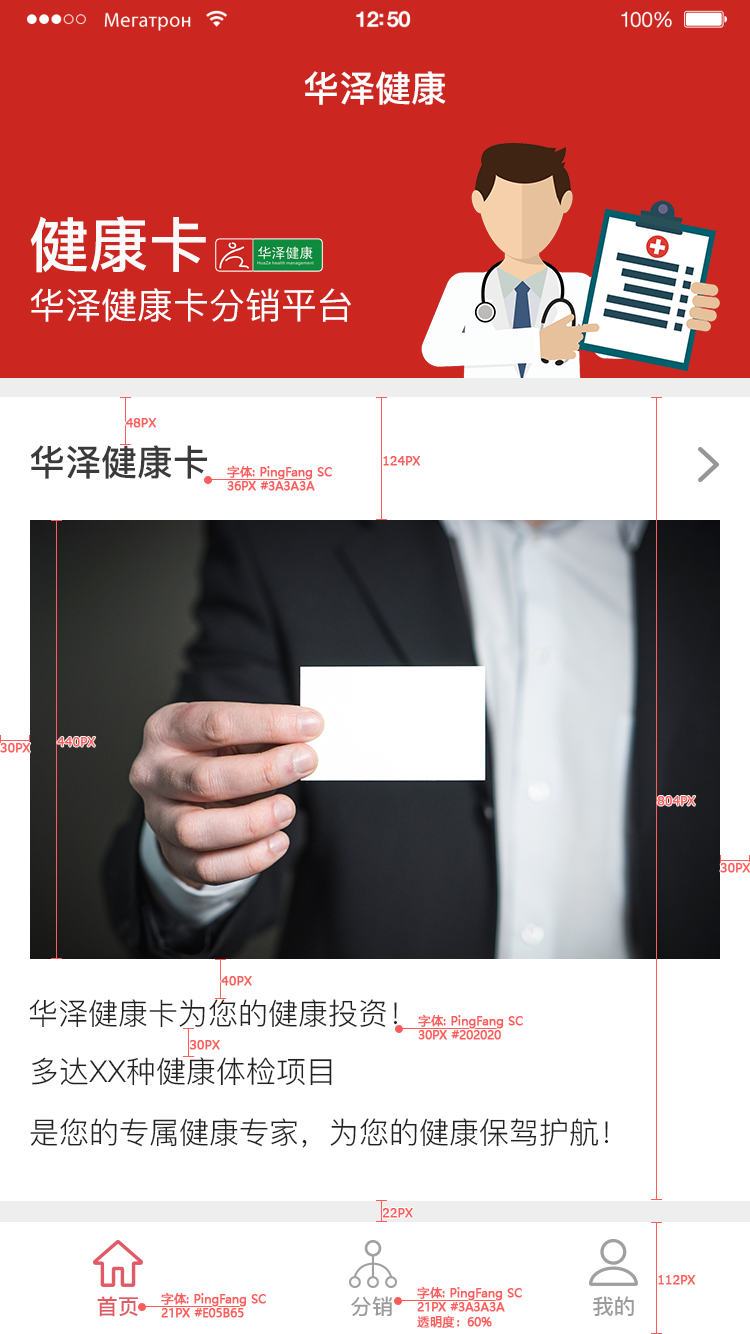 Мегатрон
12:50
100%
华泽健康
健康卡
华泽健康
HuaZe health management
华泽健康卡分销平台
48PX
124PX
华泽健康卡
字体: PingFang SC
36PX #3A3A3A
30PX
440PX
804PX
30PX
40PX
华泽健康卡为您的健康投资！
字体: PingFang SC
30PX #202020
30PX
多达XX种健康体检项目
是您的专属健康专家，为您的健康保驾护航！
22PX
首页
字体: PingFang SC
21PX #E05B65
分销
字体: PingFang SC
21PX #3A3A3A
透明度：60%
我的
112PX